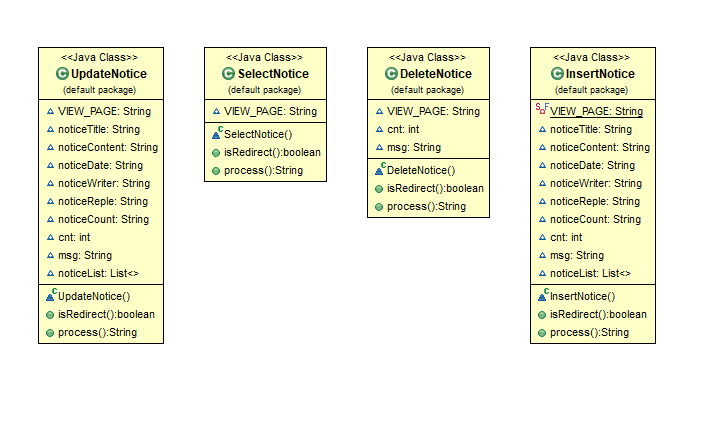 <<Java Class>>
UpdateNotice
(default package)
VIEW_PAGE: String
noticeTitle: String
noticeContent: String
noticeDate: String
noticeWriter: String
noticeReple: String
noticeCount: String
cnt: int
msg: String
noticeList: List<>
UpdateNotice()
isRedirect():boolean
process():String
<<Java Class>>
SelectNotice
(default package)
VIEW_PAGE: String
SelectNotice()
isRedirect():boolean
process():String
<<Java Class>>
DeleteNotice
(default package)
VIEW_PAGE: String
cnt: int
msg: String
DeleteNotice()
isRedirect():boolean
process():String
<<Java Class>>
InsertNotice
(default package)
VIEW_PAGE: String
noticeTitle: String
noticeContent: String
noticeDate: String
noticeWriter: String
noticeReple: String
noticeCount: String
cnt: int
msg: String
noticeList: List<>
InsertNotice()
isRedirect():boolean
process():String